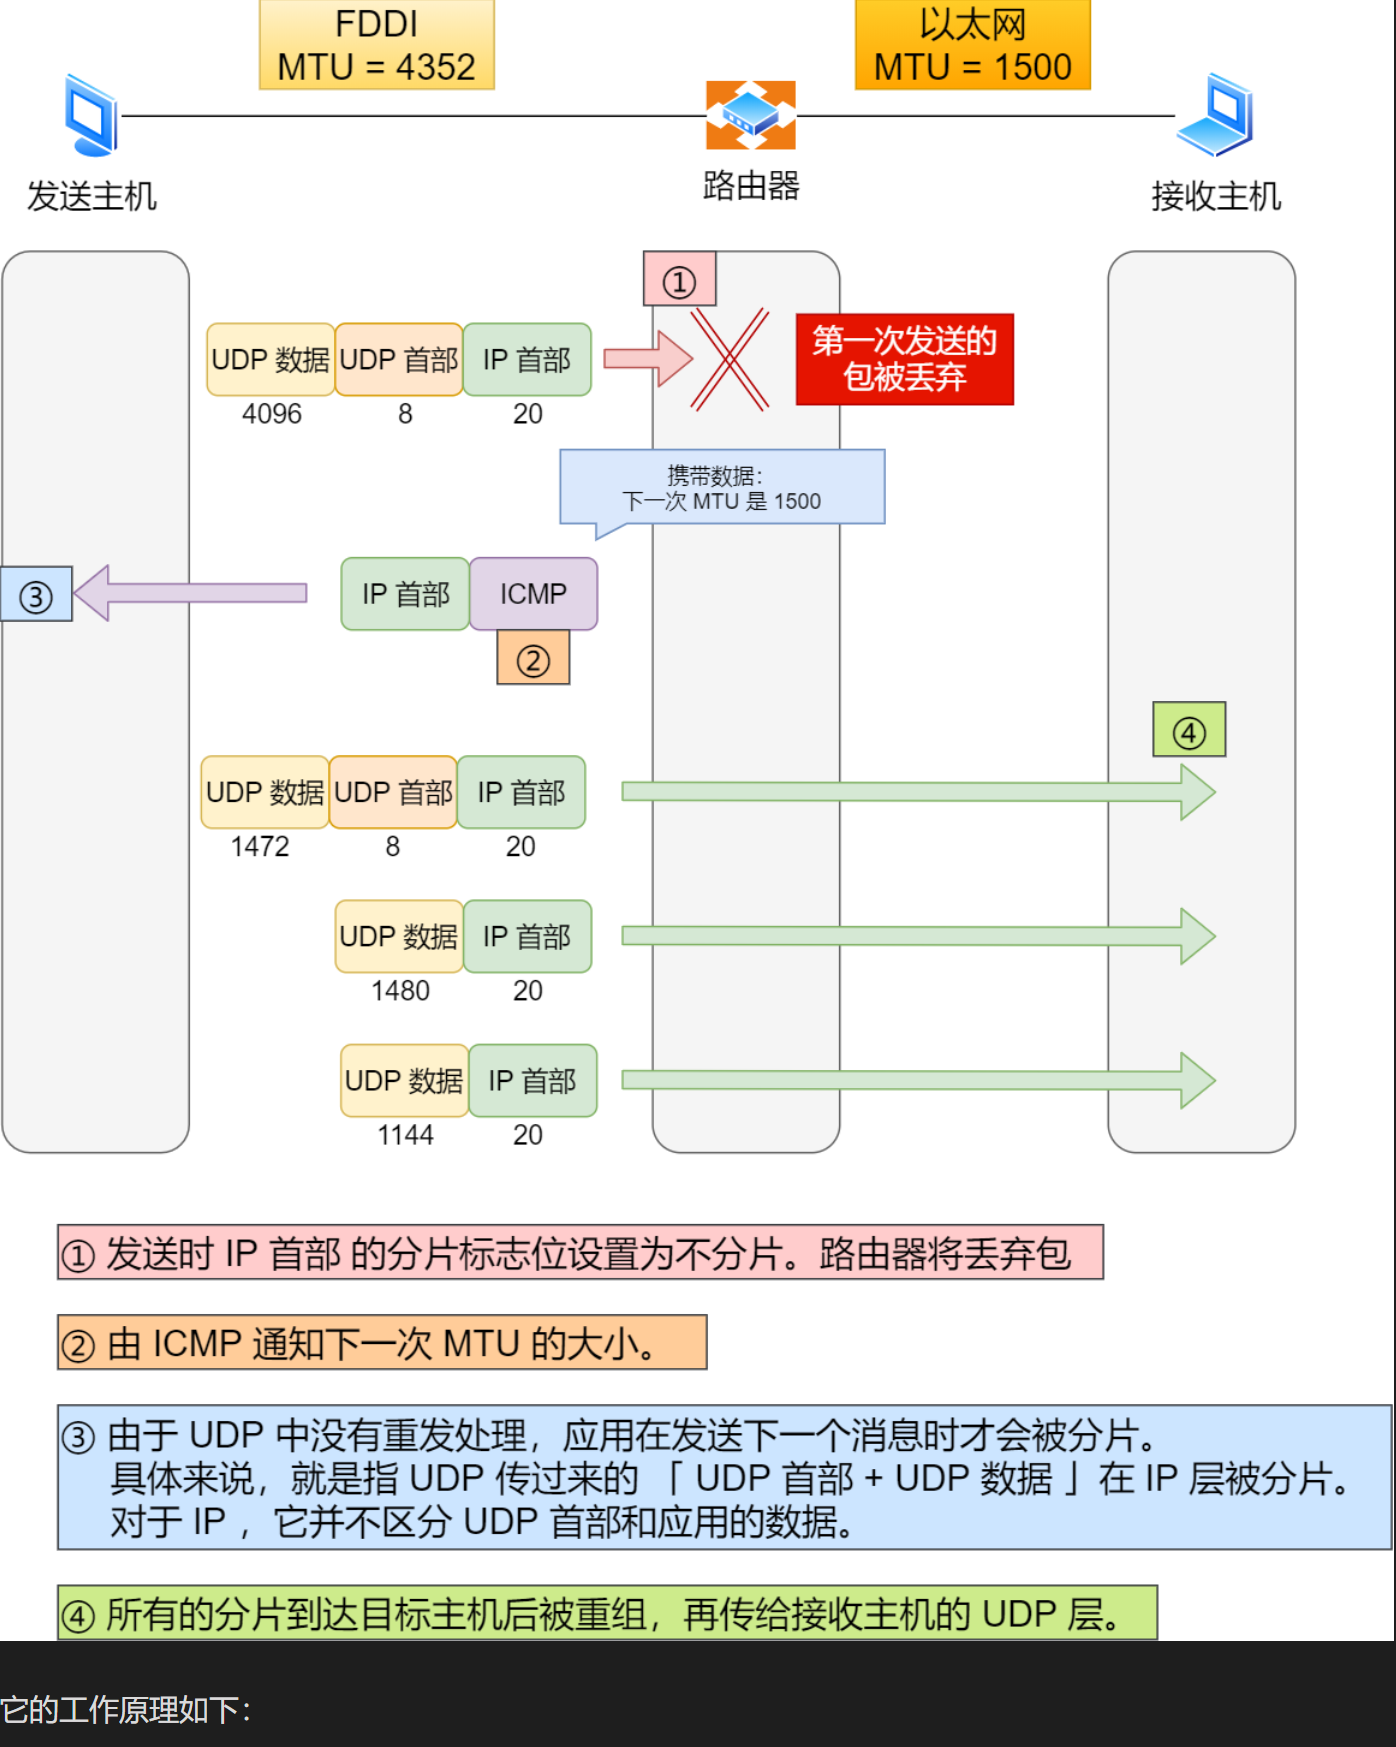 FDDI
MTU = 4352
以太网
MTU = 1500
发送主机
路由器
接收主机
①
UDP 数据 UDP 首部 IP 首部
4096 8 20
第一次发送的
包被丢弃
携带数据：
下一次 MTU 是 1500
③
IP 首部 ICMP
②
④
UDP 数据 UDP 首部 IP 首部
1472 8 20
UDP 数据 IP 首部
1480 20
UDP 数据 IP 首部
1144 20
① 发送时 IP 首部 的分片标志位设置为不分片。路由器将丢弃包
② 由 ICMP 通知下一次 MTU 的大小。
③ 由于 UDP 中没有重发处理，应用在发送下一个消息时才会被分片。
具体来说，就是指 UDP 传过来的 「 UDP 首部 + UDP 数据 」在 IP 层被分片。
对于 IP ，它并不区分 UDP 首部和应用的数据。
④ 所有的分片到达目标主机后被重组，再传给接收主机的 UDP 层。
它的工作原理如下：